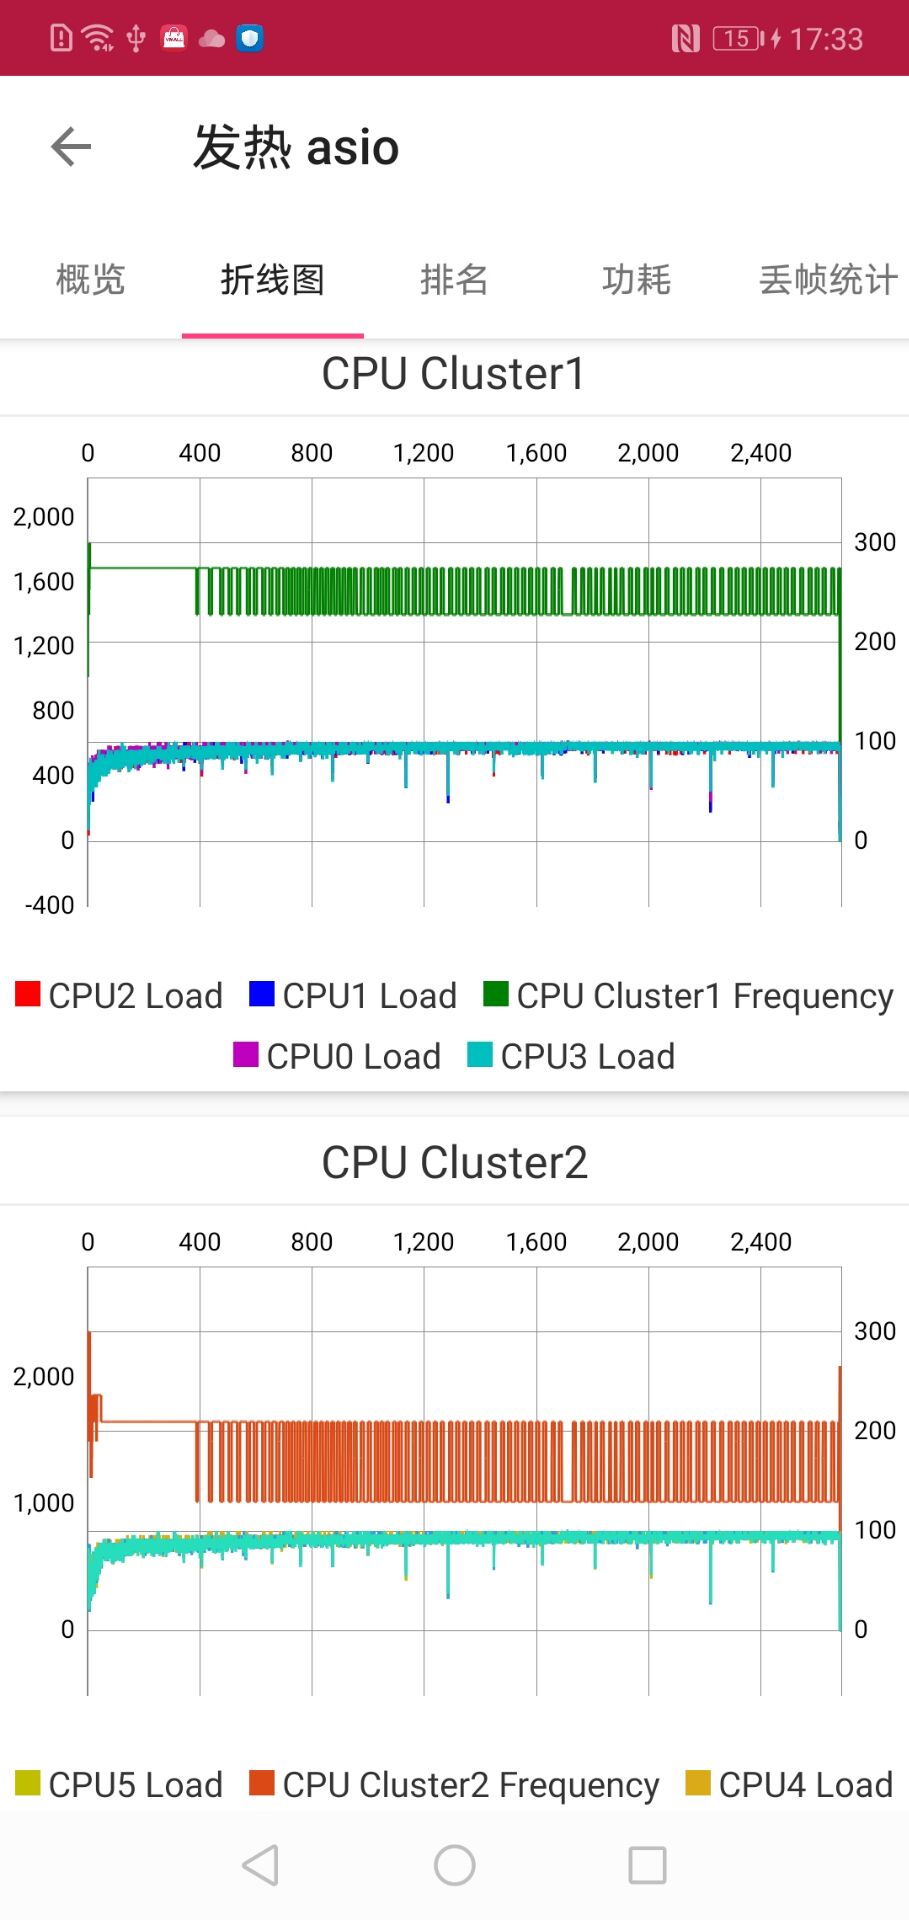 15 17:33
发热 asio
概览 折线图 排名 功耗 丢帧统计
CPU Cluster1
0 400 800 1,200 1,600 2,000 2,400
2,000
300
1,600
1,200
200
800
100
400
0 0
-400
CPU2 Load CPU1 Load CPU Cluster1 Frequency
CPU0 Load CPU3 Load
CPU Cluster2
0 400 800 1,200 1,600 2,000 2,400
300
2,000
200
1,000
100
0 0
CPU5 Load CPU Cluster2 Frequency CPU4 Load